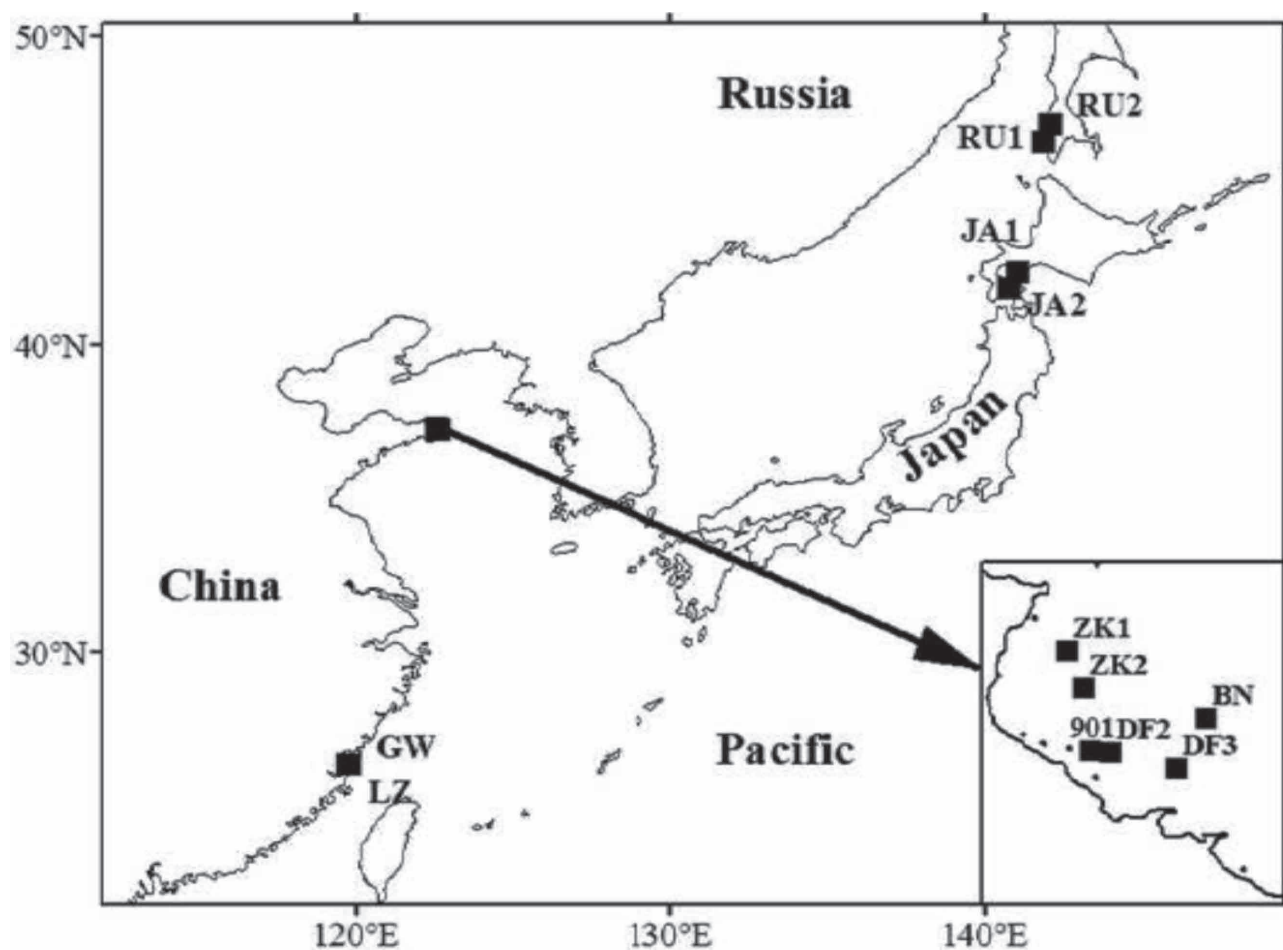 50°N
Russia
RU2
RU1
JA1
JA2
40°N
Japan
China
30°N
GW
LZ
Pacific
ZK1
ZK2
BN
901DF2
DF3
120°E
130°E
140°E